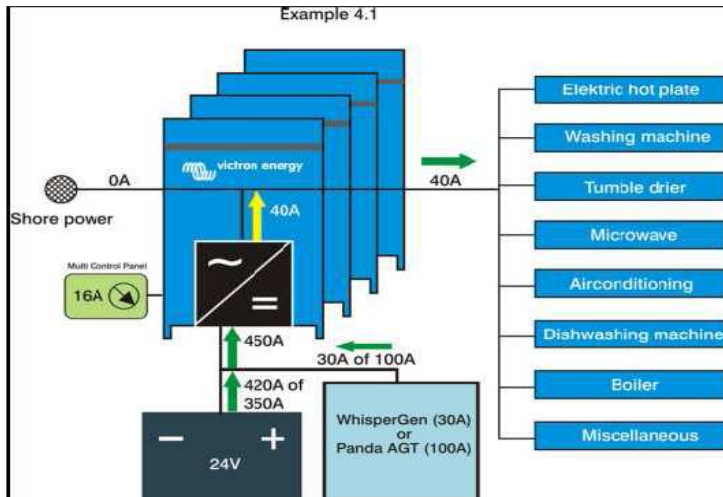 Example 4.1
Elektric hot plate
victron energy
Washing machine
0A
40A
Shore power
40A
Tumble drier
Microwave
Multi Control Panel
16A
Airconditioning
450A
30A of 100A
Dishwashing machine
420A of
350A
Boiler
WhisperGen (30A)
or
Panda AGT (100A)
24V
Miscellaneous